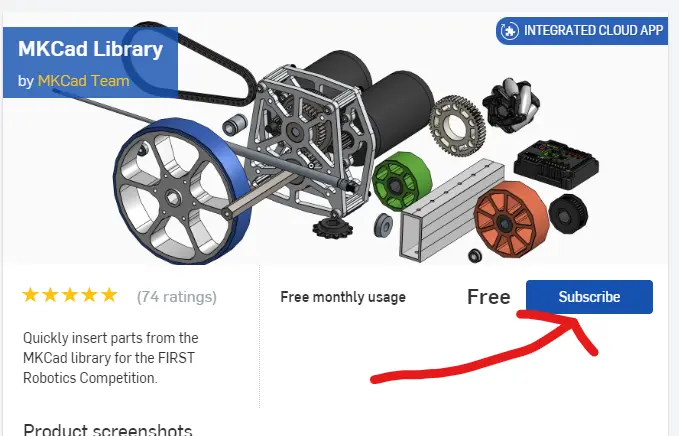 INTEGRATED CLOUD APP
MKCad Library
by MKCad Team
★★★★★ (74 ratings)
Free monthly usage
Free
Subscribe
Quickly insert parts from the
MKCad library for the FIRST
Robotics Competition.
Product screenshots